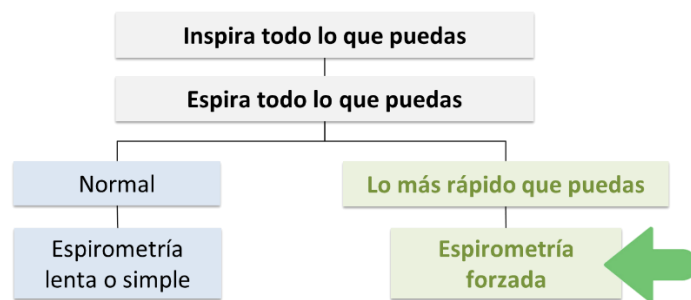 Inspira todo lo que puedas
Espira todo lo que puedas
Normal
Lo más rápido que puedas
Espirometría
lenta o simple
Espirometría
forzada